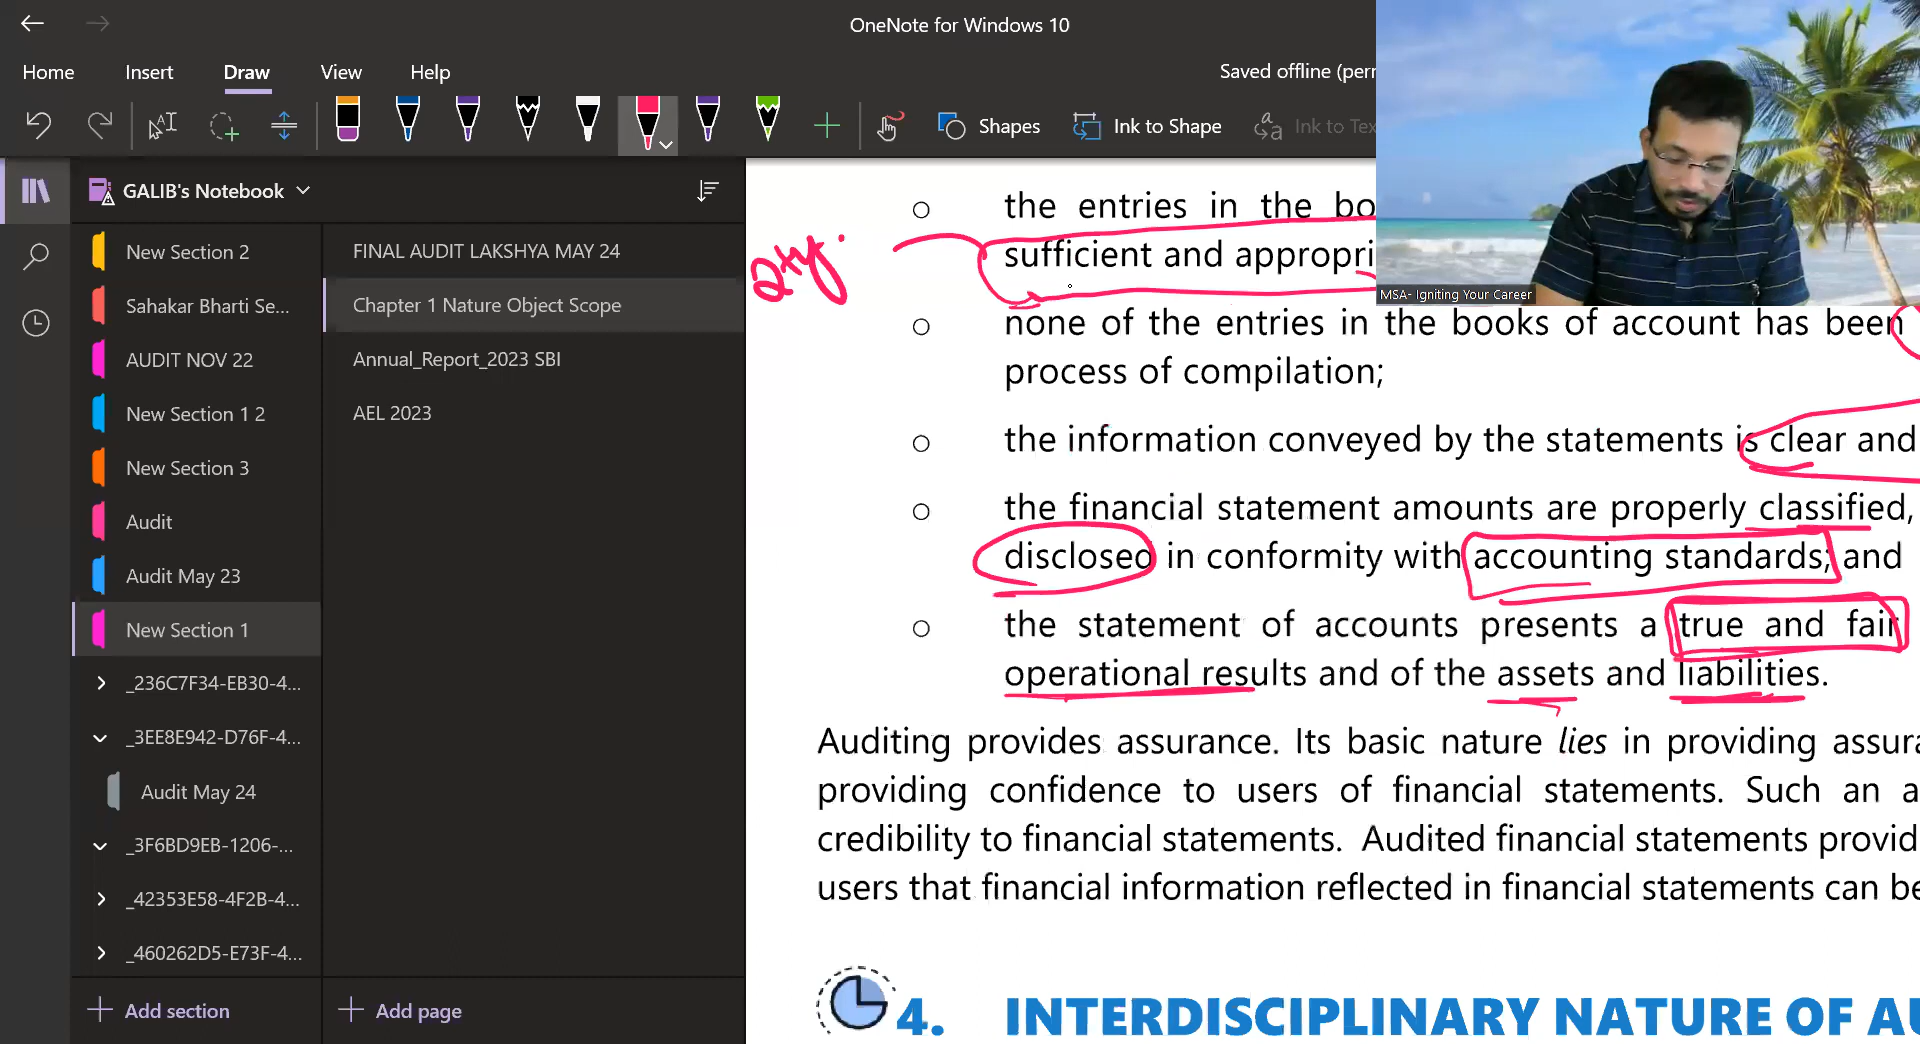 OneNote for Windows 10
Home Insert Draw View Help
Saved offline (per
Shapes Ink to Shape Ink to Tex
GALIB's Notebook
New Section 2
Sahakar Bharti Se...
AUDIT NOV 22
New Section 1 2
New Section 3
Audit
Audit May 23
New Section 1
_236C7F34-EB30-4...
_3EE8E942-D76F-4...
Audit May 24
_3F6BD9EB-1206-...
_42353E58-4F2B-4...
_460262D5-E73F-4...
Add section
FINAL AUDIT LAKSHYA MAY 24
Chapter 1 Nature Object Scope
Annual_Report_2023 SBI
AEL 2023
Add page
MSA- Igniting Your Career
the entries in the bo
sufficient and appropri
none of the entries in the books of account has been
process of compilation;
the information conveyed by the statements is clear and
the financial statement amounts are properly classified,
disclosed in conformity with accounting standards; and
the statement of accounts presents a true and fair
operational results and of the assets and liabilities.
Auditing provides assurance. Its basic nature lies in providing assura
providing confidence to users of financial statements. Such an a
credibility to financial statements. Audited financial statements provid
users that financial information reflected in financial statements can be
4. INTERDISCIPLINARY NATURE OF AU